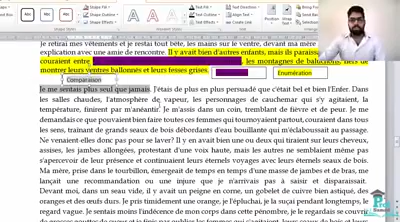 Je retirai mes vêtements et je restai tout bête, les mains sur le ventre, devant ma mère
explication avec une amie de rencontre. Il y avait bien d'autres enfants, mais ils paraissaient
couraient entre les montagnes de baluchons, fiers de
montrer leurs ventres ballonnés et leurs fesses grises.
Enumération
Comparaison
Je me sentais plus seul que jamais. J'étais de plus en plus persuadé que c'était bel et bien l'Enfer. Dans
les salles chaudes, l'atmosphère de vapeur, les personnages de cauchemar qui s'y agitaient, la
température, finirent par m'anéantir. Je m'assis dans un coin, tremblant de fièvre et de peur. Je me
demandais ce que pouvaient bien faire toutes ces femmes qui tournoyaient partout, couraient dans tous
les sens, traînant de grands seaux de bois débordants d'eau bouillante qui m'éclaboussait au passage.
Ne venaient-elles donc pas pour se laver? Il y en avait bien une ou deux qui tiraient sur leurs cheveux,
assises, les jambes allongées, protestant d'une voix haute, mais les autres ne semblaient même pas
s'apercevoir de leur présence et continuaient leurs éternels voyages avec leurs éternels seaux de bois.
Ma mère, prise dans le tourbillon, émergeait de temps en temps d'une masse de jambes et de bras, me
lançait une recommandation ou une injure que je n'arrivais pas à saisir et disparaissait.
Devant moi, dans un seau vide, il y avait un peigne en corne, un gobelet de cuivre bien astiqué, des
oranges et des œufs durs. Je pris timidement une orange, je l'épluchai, je la suçai pendant longtemps, le
regard vague. Je sentais moins l'indécence de mon corps dans cette pénombre, je le regardais se couvrir